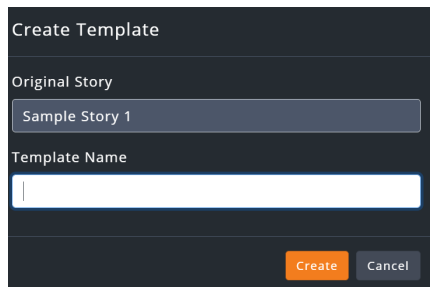 Create Template
Original Story
Sample Story 1
Template Name
Create Cancel